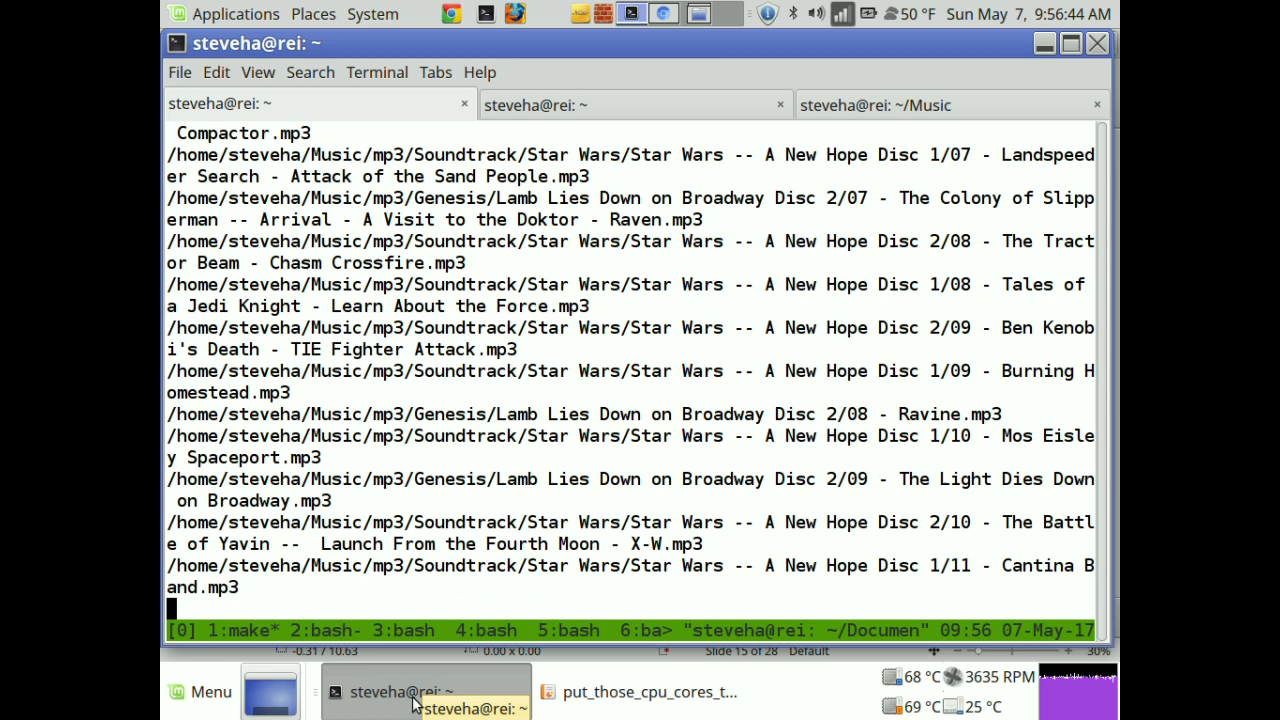 Applications Places System 50 °F Sun May 7, 9:56:44 AM
steveha@rei: ~
File Edit View Search Terminal Tabs Help
steveha@rei: ~ × steveha@rei: ~ × steveha@rei: ~/Music ×
Compactor.mp3
/home/steveha/Music/mp3/Soundtrack/Star Wars/Star Wars -- A New Hope Disc 1/07 - Landspeed
er Search - Attack of the Sand People.mp3
/home/steveha/Music/mp3/Genesis/Lamb Lies Down on Broadway Disc 2/07 - The Colony of Slipp
erman -- Arrival - A Visit to the Doktor - Raven.mp3
/home/steveha/Music/mp3/Soundtrack/Star Wars/Star Wars -- A New Hope Disc 2/08 - The Tract
or Beam - Chasm Crossfire.mp3
/home/steveha/Music/mp3/Soundtrack/Star Wars/Star Wars -- A New Hope Disc 1/08 - Tales of
a Jedi Knight - Learn About the Force.mp3
/home/steveha/Music/mp3/Soundtrack/Star Wars/Star Wars -- A New Hope Disc 2/09 - Ben Kenob
i's Death - TIE Fighter Attack.mp3
/home/steveha/Music/mp3/Soundtrack/Star Wars/Star Wars -- A New Hope Disc 1/09 - Burning H
omestead.mp3
/home/steveha/Music/mp3/Genesis/Lamb Lies Down on Broadway Disc 2/08 - Ravine.mp3
/home/steveha/Music/mp3/Soundtrack/Star Wars/Star Wars -- A New Hope Disc 1/10 - Mos Eisle
y Spaceport.mp3
/home/steveha/Music/mp3/Genesis/Lamb Lies Down on Broadway Disc 2/09 - The Light Dies Down
on Broadway.mp3
/home/steveha/Music/mp3/Soundtrack/Star Wars/Star Wars -- A New Hope Disc 2/10 - The Battl
e of Yavin --  Launch From the Fourth Moon - X-W.mp3
/home/steveha/Music/mp3/Soundtrack/Star Wars/Star Wars -- A New Hope Disc 1/11 - Cantina B
and.mp3
[0] 1:make* 2:bash- 3:bash  4:bash  5:bash  6:ba> "steveha@rei: ~/Documen" 09:56 07-May-17
-0.31 / 10.63 0.00 x 0.00 Slide 15 of 28 Default 30%
Menu steveha@rei: ~ put_those_cpu_cores_t... 68 °C 3635 RPM
steveha@rei: ~ 69 °C 25 °C